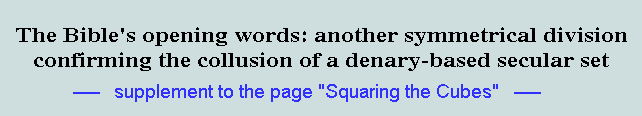 The Bible's opening words: another symmetrical division
confirming the collusion of a denary-based secular set
supplement to the page "Squaring the Cubes"